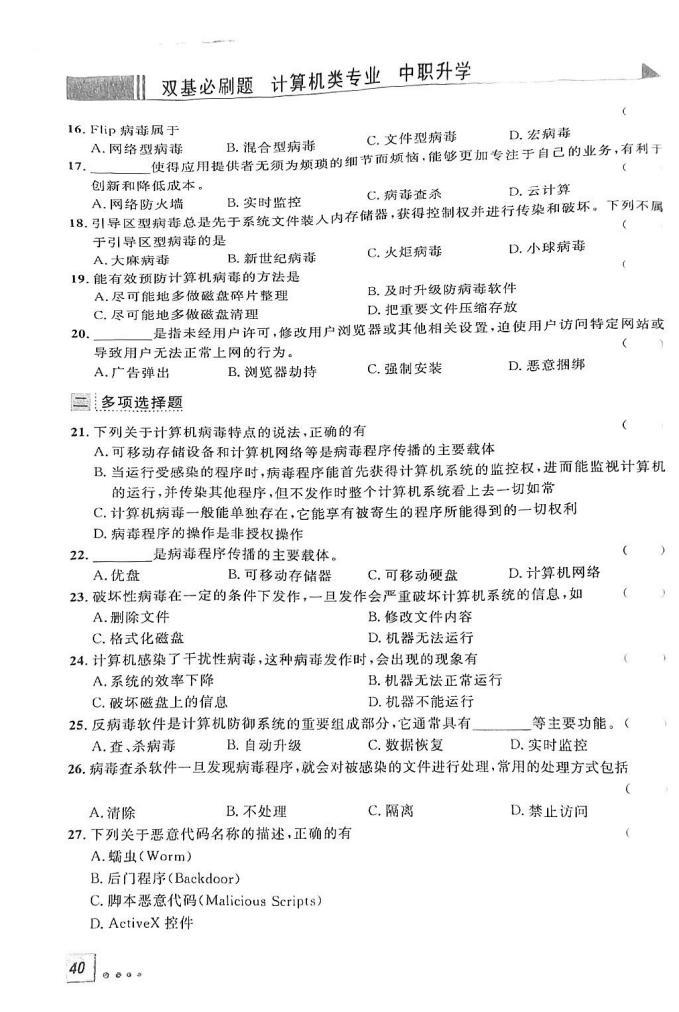 双基必刷题 计算机类专业 中职升学
16. Flip 病毒属于 (
A. 网络型病毒 B. 混合型病毒 C. 文件型病毒 D. 宏病毒
17. ________使得应用提供者无须为烦琐的细节而烦恼,能够更加专注于自己的业务,有利于
创新和降低成本。 (
A. 网络防火墙 B. 实时监控 C. 病毒查杀 D. 云计算
18. 引导区型病毒总是先于系统文件装入内存储器,获得控制权并进行传染和破坏。下列不属
于引导区型病毒的是 (
A. 大麻病毒 B. 新世纪病毒 C. 火炬病毒 D. 小球病毒
19. 能有效预防计算机病毒的方法是 (
A. 尽可能地多做磁盘碎片整理 B. 及时升级防病毒软件
C. 尽可能地多做磁盘清理 D. 把重要文件压缩存放
20. ________是指未经用户许可,修改用户浏览器或其他相关设置,迫使用户访问特定网站或
导致用户无法正常上网的行为。 ( )
A. 广告弹出 B. 浏览器劫持 C. 强制安装 D. 恶意捆绑
二 多项选择题
21. 下列关于计算机病毒特点的说法,正确的有 (
A. 可移动存储设备和计算机网络等是病毒程序传播的主要载体
B. 当运行受感染的程序时,病毒程序能首先获得计算机系统的监控权,进而能监视计算机
的运行,并传染其他程序,但不发作时整个计算机系统看上去一切如常
C. 计算机病毒一般能单独存在,它能享有被寄生的程序所能得到的一切权利
D. 病毒程序的操作是非授权操作
22. ________是病毒程序传播的主要载体。 ( )
A. 优盘 B. 可移动存储器 C. 可移动硬盘 D. 计算机网络
23. 破坏性病毒在一定的条件下发作,一旦发作会严重破坏计算机系统的信息,如 ( )
A. 删除文件 B. 修改文件内容
C. 格式化磁盘 D. 机器无法运行
24. 计算机感染了干扰性病毒,这种病毒发作时,会出现的现象有 ( )
A. 系统的效率下降 B. 机器无法正常运行
C. 破坏磁盘上的信息 D. 机器不能运行
25. 反病毒软件是计算机防御系统的重要组成部分,它通常具有________等主要功能。 ( )
A. 查、杀病毒 B. 自动升级 C. 数据恢复 D. 实时监控
26. 病毒查杀软件一旦发现病毒程序,就会对被感染的文件进行处理,常用的处理方式包括
( )
A. 清除 B. 不处理 C. 隔离 D. 禁止访问
27. 下列关于恶意代码名称的描述,正确的有 (
A. 蠕虫(Worm)
B. 后门程序(Backdoor)
C. 脚本恶意代码(Malicious Scripts)
D. ActiveX 控件
40